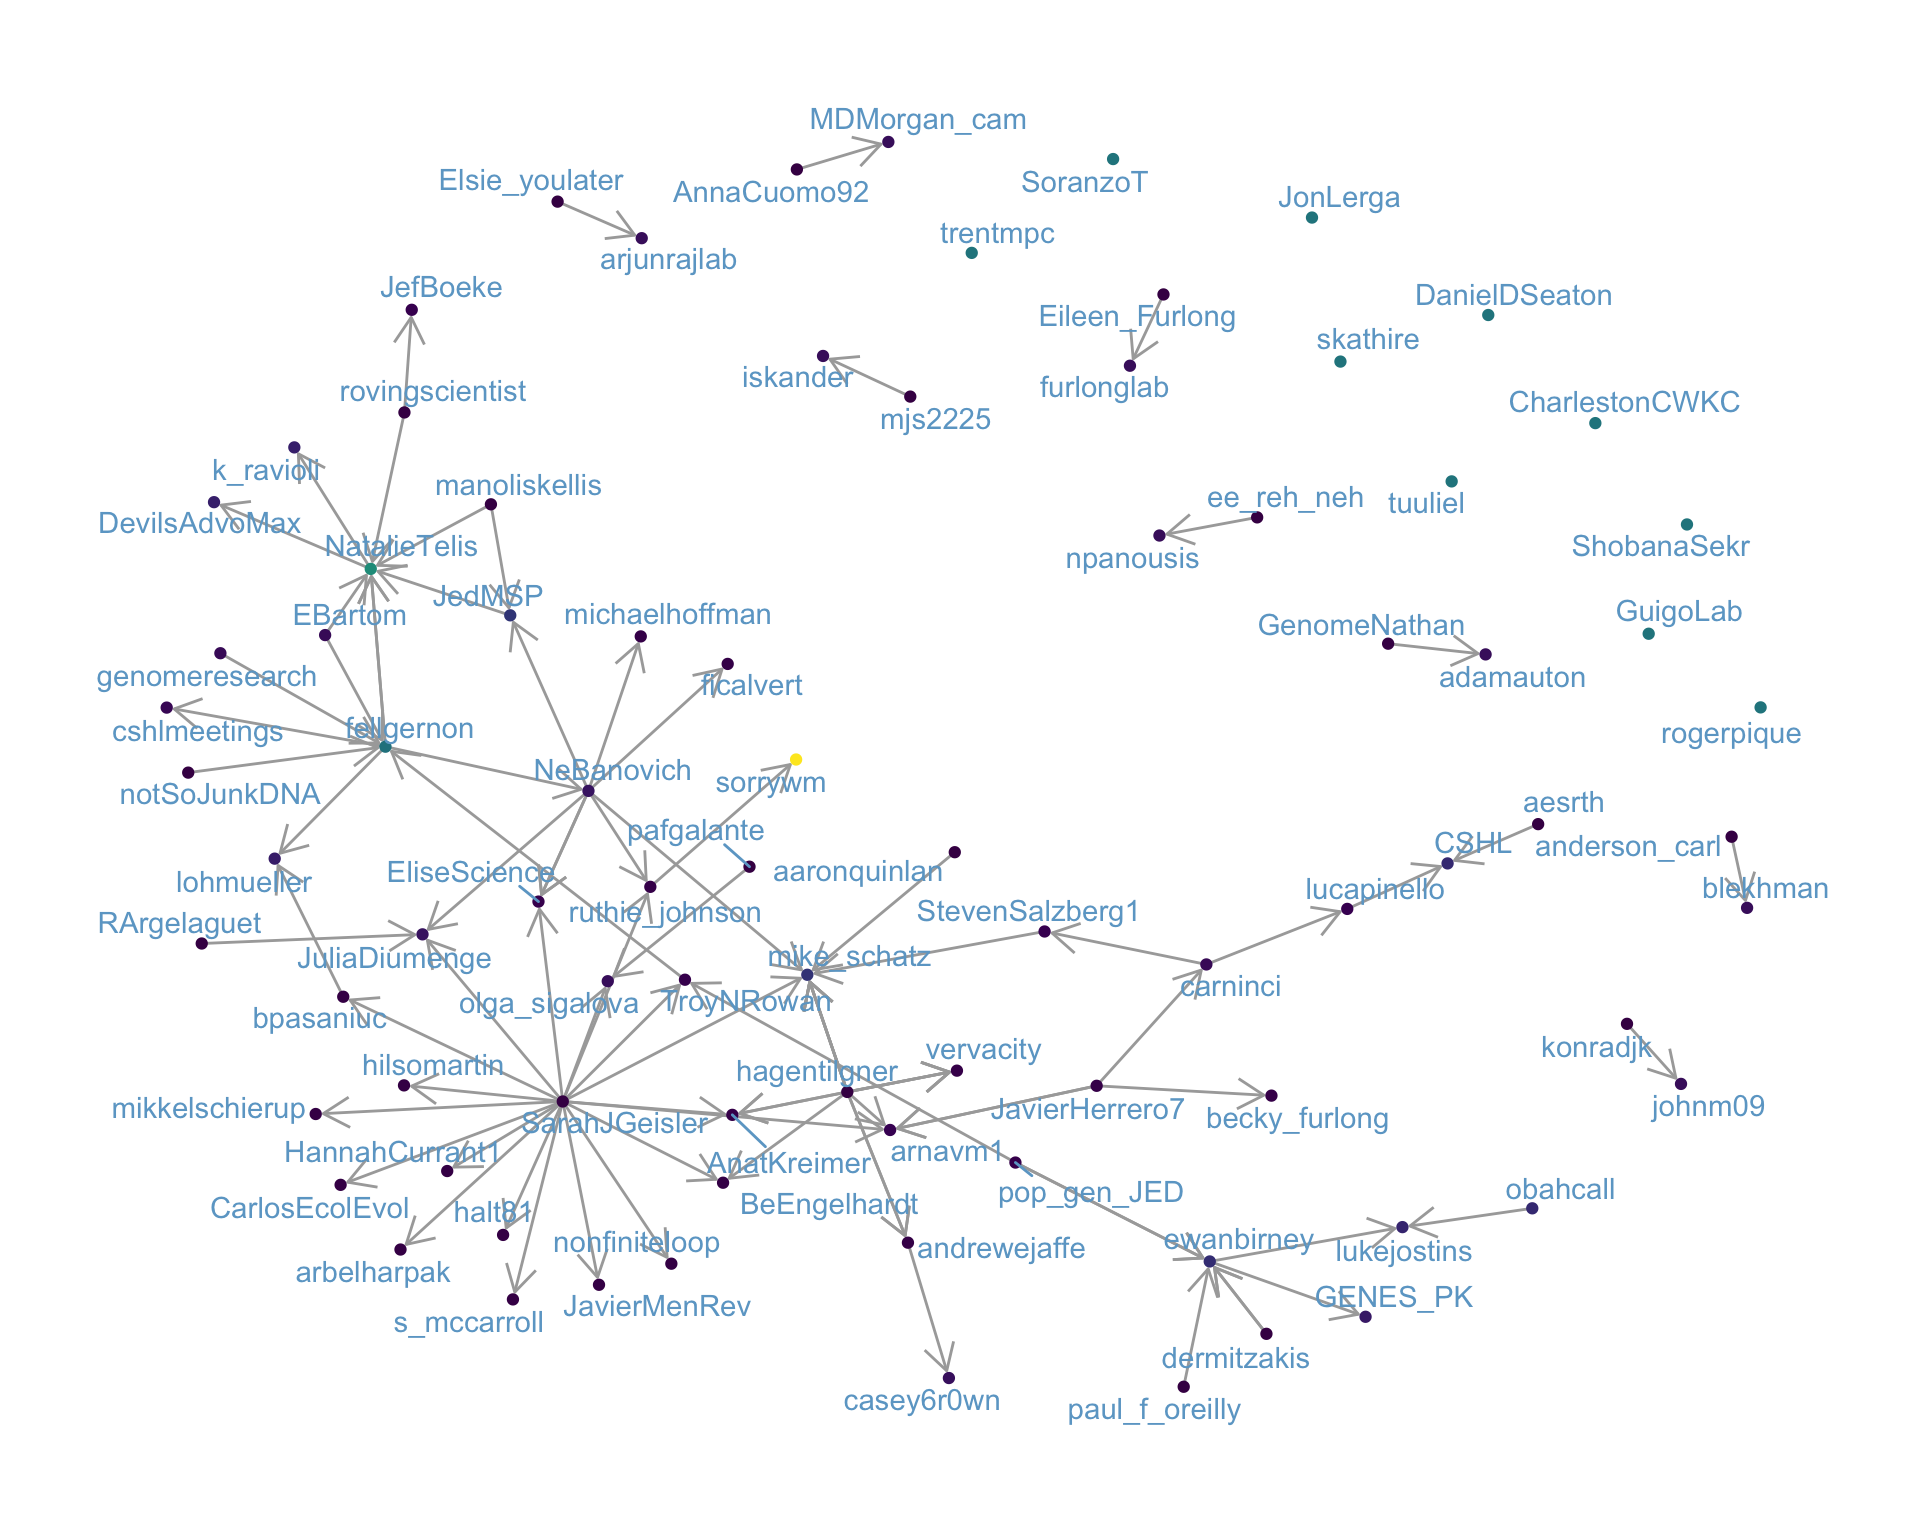 MDMorgan_cam
Elsie_youlater
AnnaCuomo92
SoranzoT
JonLerga
trentmpc
arjunrajlab
JefBoeke
DanielDSeaton
Eileen_Furlong
skathire
iskander
furlonglab
rovingscientist
CharlestonCWKC
mjs2225
k_ravioli
manoliskellis
ee_reh_neh
tuuliel
DevilsAdvoMax
NatalieTelis
npanousis
ShobanaSekr
JedMSP
EBartom
michaelhoffman
GuigoLab
GenomeNathan
genomeresearch
flcalvert
adamauton
cshlmeetings
fellgernon
rogerpique
NeBanovich
sorrywm
notSoJunkDNA
aesrth
pafgalante
CSHL
anderson_carl
EliseScience
aaronquinlan
lohmueller
lucapinello
blekhman
ruthie_johnson
StevenSalzberg1
RArgelaguet
JuliaDiumenge
mike_schatz
carninci
olga_sigalova
TroyNRowan
bpasaniuc
vervacity
konradjk
hilsomartin
hagentilgner
mikkelschierup
JavierHerrero7
johnm09
SarahJGeisler
becky_furlong
HannahCurrant1
arnavm1
AnatKreimer
pop_gen_JED
obahcall
CarlosEcolEvol
halt81
BeEngelhardt
nonfiniteloop
andrewejaffe
ewanbirney
lukejostins
arbelharpak
JavierMenRev
GENES_PK
s_mccarroll
dermitzakis
casey6r0wn
paul_f_oreilly